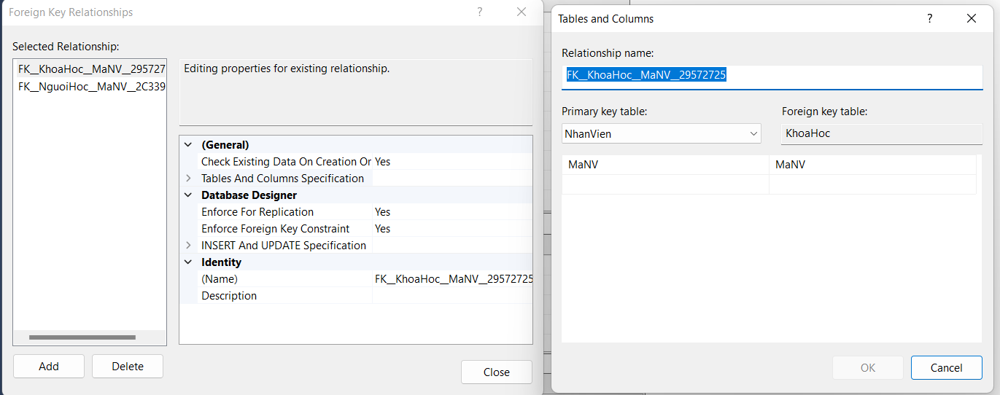 Foreign Key Relationships
?
Selected Relationship:
FK__KhoaHoc__MaNV__295727
FK__NguoiHoc__MaNV__2C339
Editing properties for existing relationship.
(General)
Check Existing Data On Creation Or Yes
Tables And Columns Specification
Database Designer
Enforce For Replication Yes
Enforce Foreign Key Constraint Yes
INSERT And UPDATE Specification
Identity
(Name) FK__KhoaHoc__MaNV__29572725
Description
Add Delete
Close
Tables and Columns
?
Relationship name:
FK__KhoaHoc__MaNV__29572725
Primary key table: Foreign key table:
NhanVien KhoaHoc
MaNV MaNV
OK Cancel